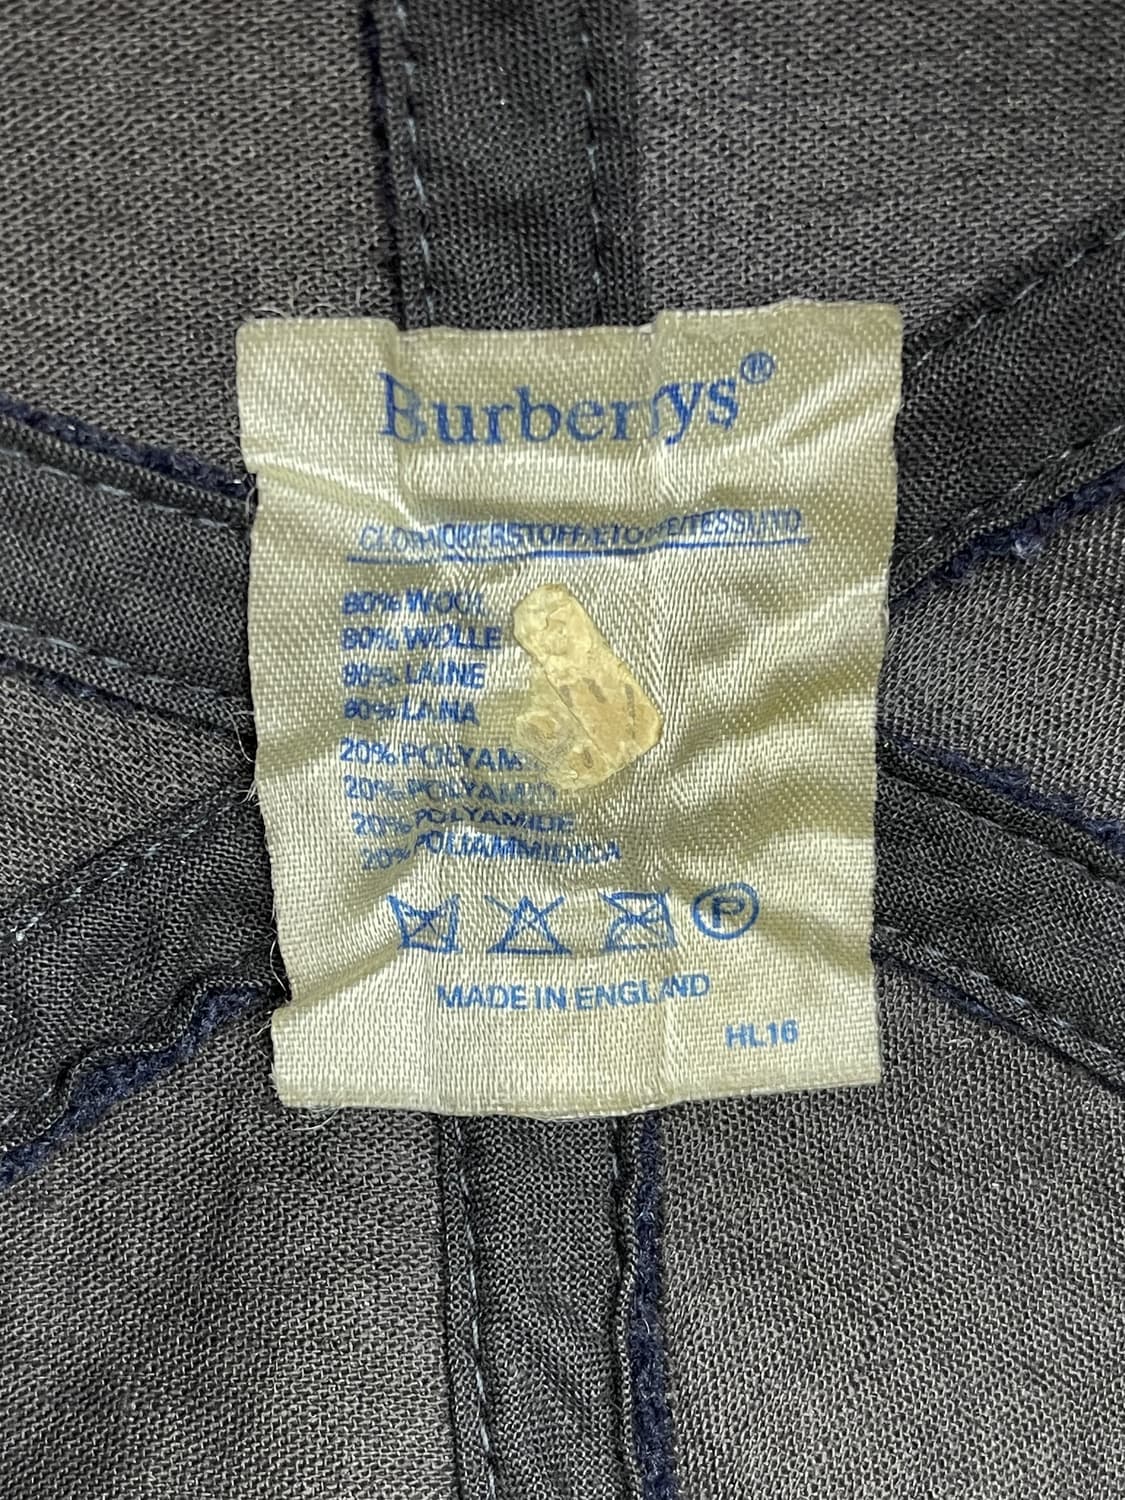 Burberrys®
CLOTH/OBERSTOFF/ETOFFE/TESSUTO
80% WOOL
80% WOLLE
80% LAINE
80% LANA
20% POLYAM
20% POLYAMID
20% POLYAMIDE
20% POLIAMMIDICA
P
MADE IN ENGLAND
HL16